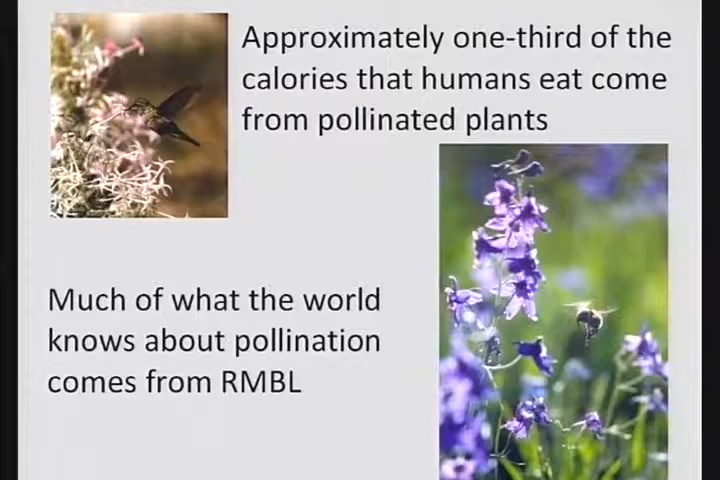 Approximately one-third of the
calories that humans eat come
from pollinated plants
Much of what the world
knows about pollination
comes from RMBL